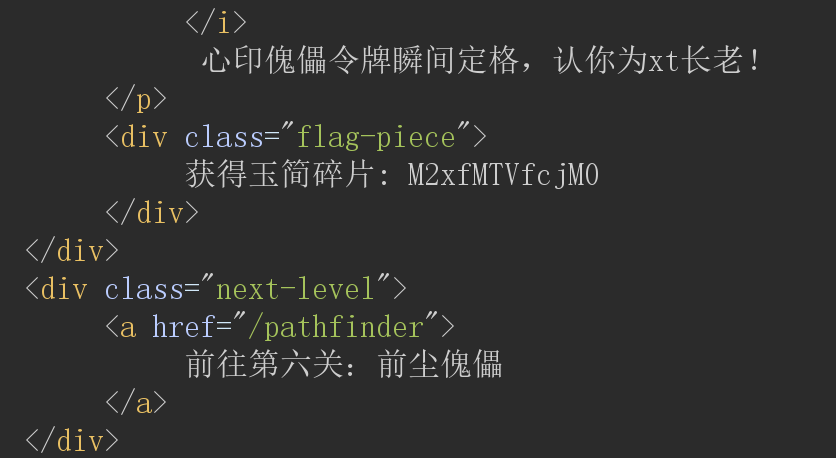 </i>
心印傀儡令牌瞬间定格，认你为xt长老！
</p>
<div class="flag-piece">
获得玉简碎片：M2xfMTVfcjM0
</div>
</div>
<div class="next-level">
<a href="/pathfinder">
前往第六关：前尘傀儡
</a>
</div>